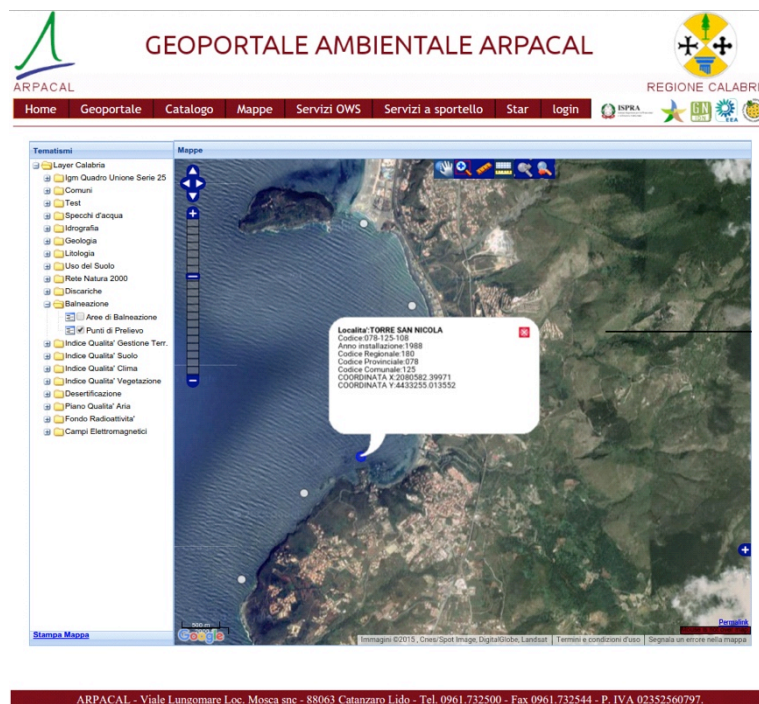 GEOPORTALE AMBIENTALE ARPACAL
ARPACAL
REGIONE CALABRI
Home Geoportale Catalogo Mappe Servizi OWS Servizi a sportello Star login ISPRA
Tematismi
Mappe
Layer Calabria
Igm Quadro Unione Serie 25
Comuni
Test
Specchi d'acqua
Idrografia
Geologia
Litologia
Uso del Suolo
Rete Natura 2000
Discariche
Balneazione
Aree di Balneazione
Punti di Prelievo
Indice Qualita' Gestione Terr.
Indice Qualita' Suolo
Indice Qualita' Clima
Indice Qualita' Vegetazione
Desertificazione
Piano Qualita' Aria
Fondo Radioattivita'
Campi Elettromagnetici
Localita':TORRE SAN NICOLA
Codice:078-125-108
Anno installazione:1988
Codice Regionale:180
Codice Provinciale:078
Codice Comunale:125
COORDINATA X:2080582.39971
COORDINATA Y:4433255.013552
Permalink
500 m
Google
Immagini ©2015 , Cnes/Spot Image, DigitalGlobe, Landsat Termini e condizioni d'uso Segnala un errore nella mappa
Stampa Mappa
ARPACAL - Viale Lungomare Loc. Mosca snc - 88063 Catanzaro Lido - Tel. 0961.732500 - Fax 0961.732544 - P. IVA 02352560797.